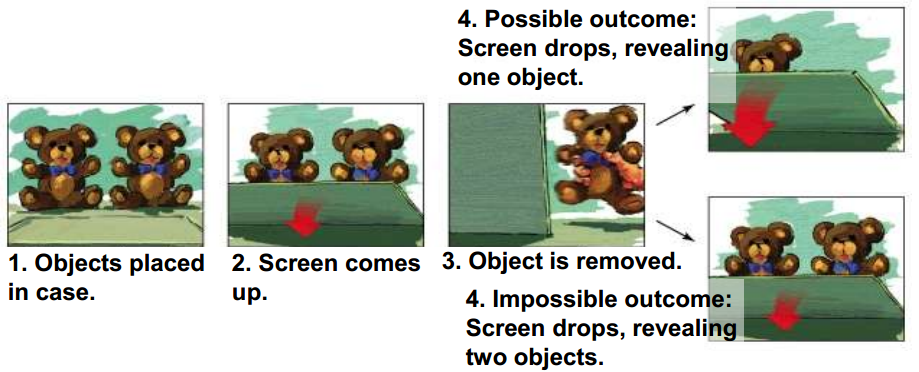 1. Objects placed
in case.
2. Screen comes
up.
3. Object is removed.
4. Possible outcome:
Screen drops, revealing
one object.
4. Impossible outcome:
Screen drops, revealing
two objects.